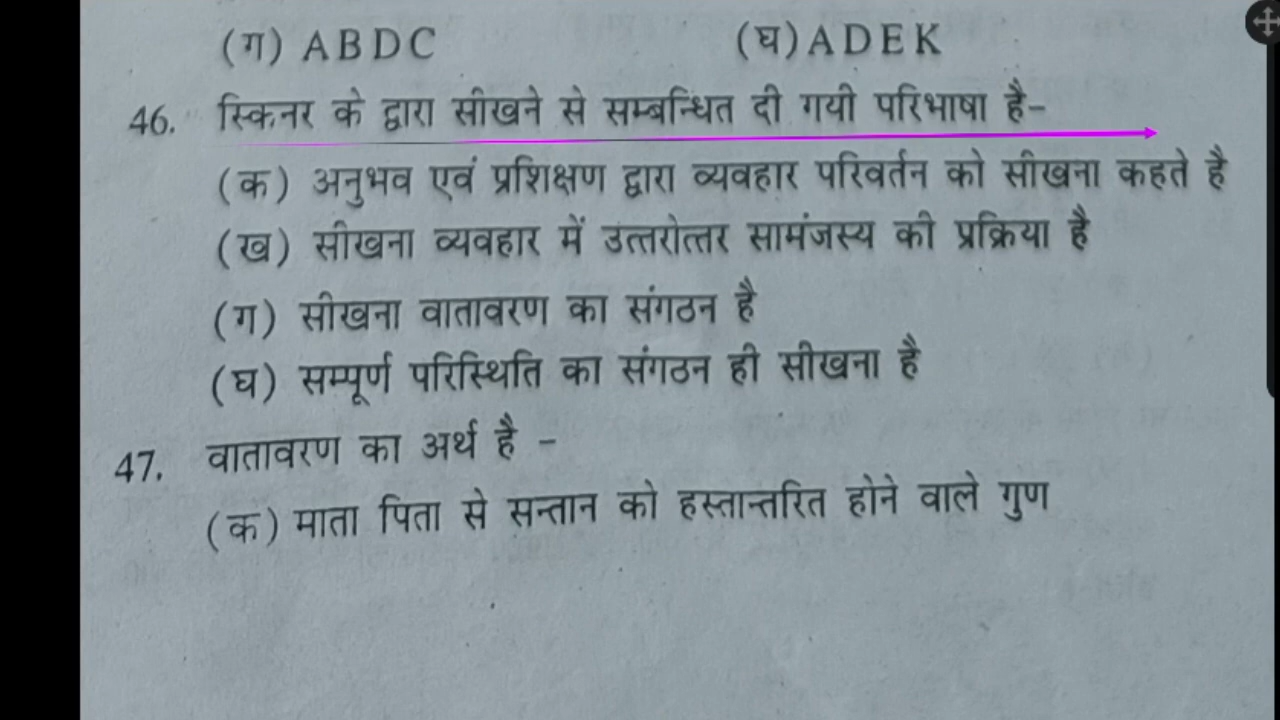 (ग) A B D C (घ) A D E K
46. स्किनर के द्वारा सीखने से सम्बन्धित दी गयी परिभाषा है-
(क) अनुभव एवं प्रशिक्षण द्वारा व्यवहार परिवर्तन को सीखना कहते है
(ख) सीखना व्यवहार में उत्तरोत्तर सामंजस्य की प्रक्रिया है
(ग) सीखना वातावरण का संगठन है
(घ) सम्पूर्ण परिस्थिति का संगठन ही सीखना है
47. वातावरण का अर्थ है -
(क) माता पिता से सन्तान को हस्तान्तरित होने वाले गुण